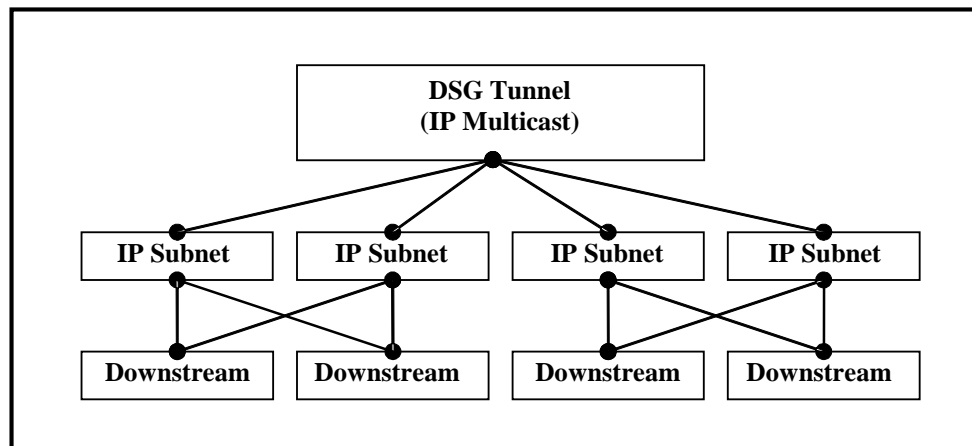 DSG Tunnel
(IP Multicast)
IP Subnet IP Subnet IP Subnet IP Subnet
Downstream Downstream Downstream Downstream